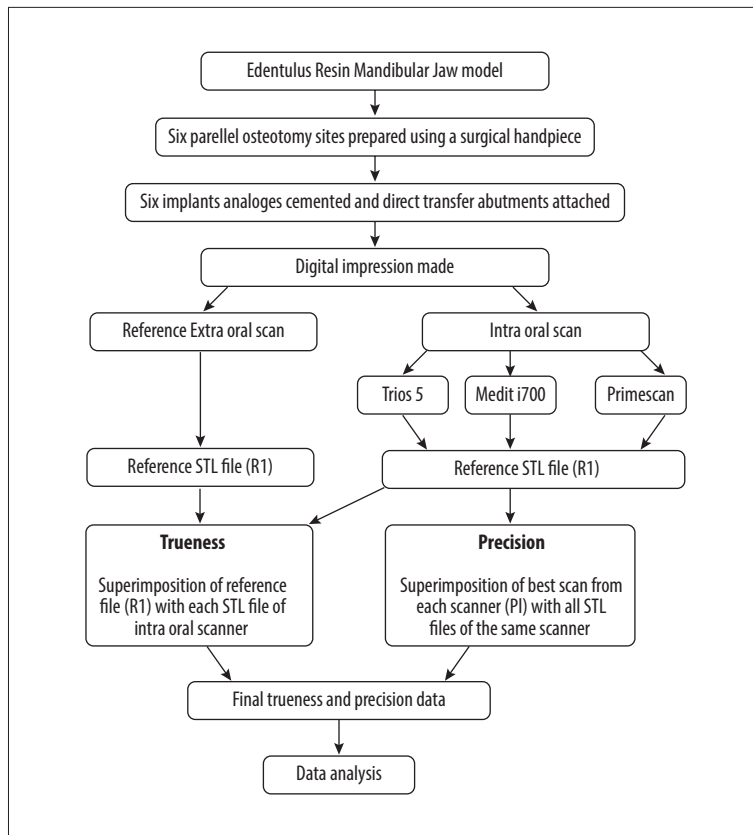 Edentulus Resin Mandibular Jaw model
Six parellel osteotomy sites prepared using a surgical handpiece
Six implants analoges cemented and direct transfer abutments attached
Digital impression made
Reference Extra oral scan
Intra oral scan
Trios 5
Medit i700
Primescan
Reference STL file (R1)
Reference STL file (R1)
Trueness
Superimposition of reference
file (R1) with each STL file of
intra oral scanner
Precision
Superimposition of best scan from
each scanner (Pl) with all STL
files of the same scanner
Final trueness and precision data
Data analysis